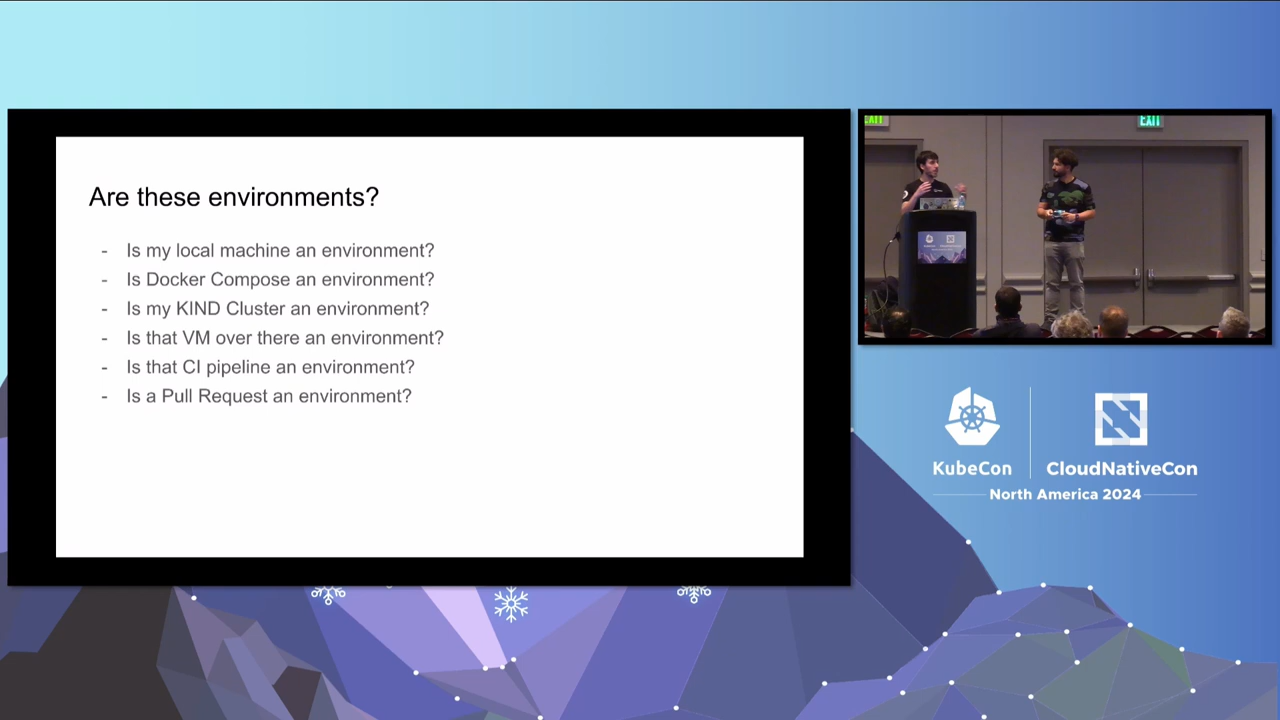 Are these environments?
- Is my local machine an environment?
- Is Docker Compose an environment?
- Is my KIND Cluster an environment?
- Is that VM over there an environment?
- Is that CI pipeline an environment?
- Is a Pull Request an environment?
EXIT
EXIT
KubeCon
CloudNativeCon
North America 2024